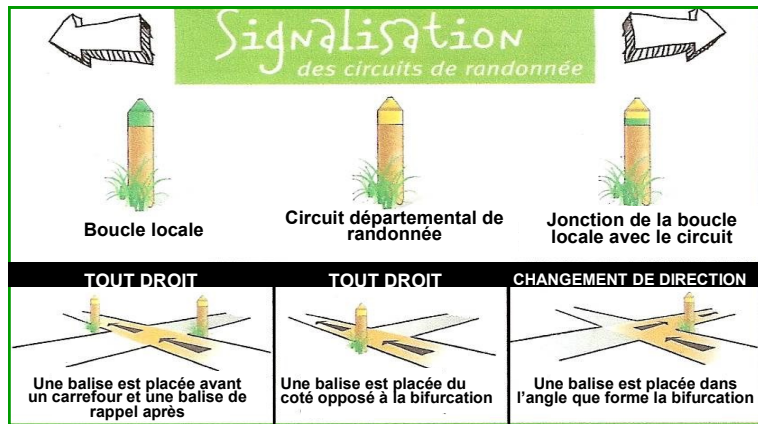 Signalisation
des circuits de randonnée
Boucle locale
Circuit départemental de
randonnée
Jonction de la boucle
locale avec le circuit
TOUT DROIT
TOUT DROIT
CHANGEMENT DE DIRECTION
Une balise est placée avant
un carrefour et une balise de
rappel après
Une balise est placée du
coté opposé à la bifurcation
Une balise est placée dans
l'angle que forme la bifurcation